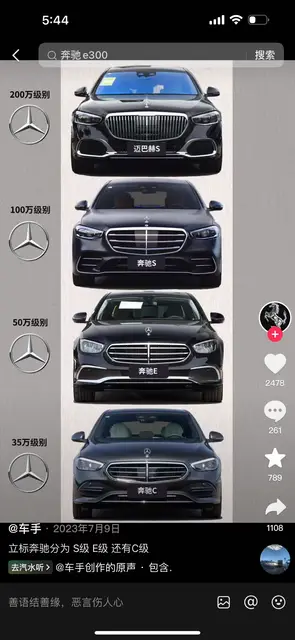 5:44
奔驰e300
搜索
200万级别
迈巴赫S
100万级别
奔驰S
50万级别
奔驰E
35万级别
奔驰C
2478
261
789
1108
@车手 · 2023年7月9日
立标奔驰分为 S级 E级 还有C级
去汽水听 > @车手创作的原声 · 包含.
善语结善缘，恶言伤人心